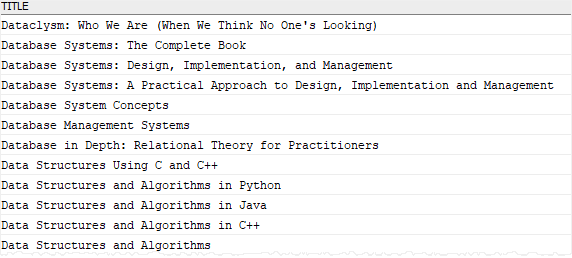 TITLE
Dataclysm: Who We Are (When We Think No One's Looking)
Database Systems: The Complete Book
Database Systems: Design, Implementation, and Management
Database Systems: A Practical Approach to Design, Implementation and Management
Database System Concepts
Database Management Systems
Database in Depth: Relational Theory for Practitioners
Data Structures Using C and C++
Data Structures and Algorithms in Python
Data Structures and Algorithms in Java
Data Structures and Algorithms in C++
Data Structures and Algorithms